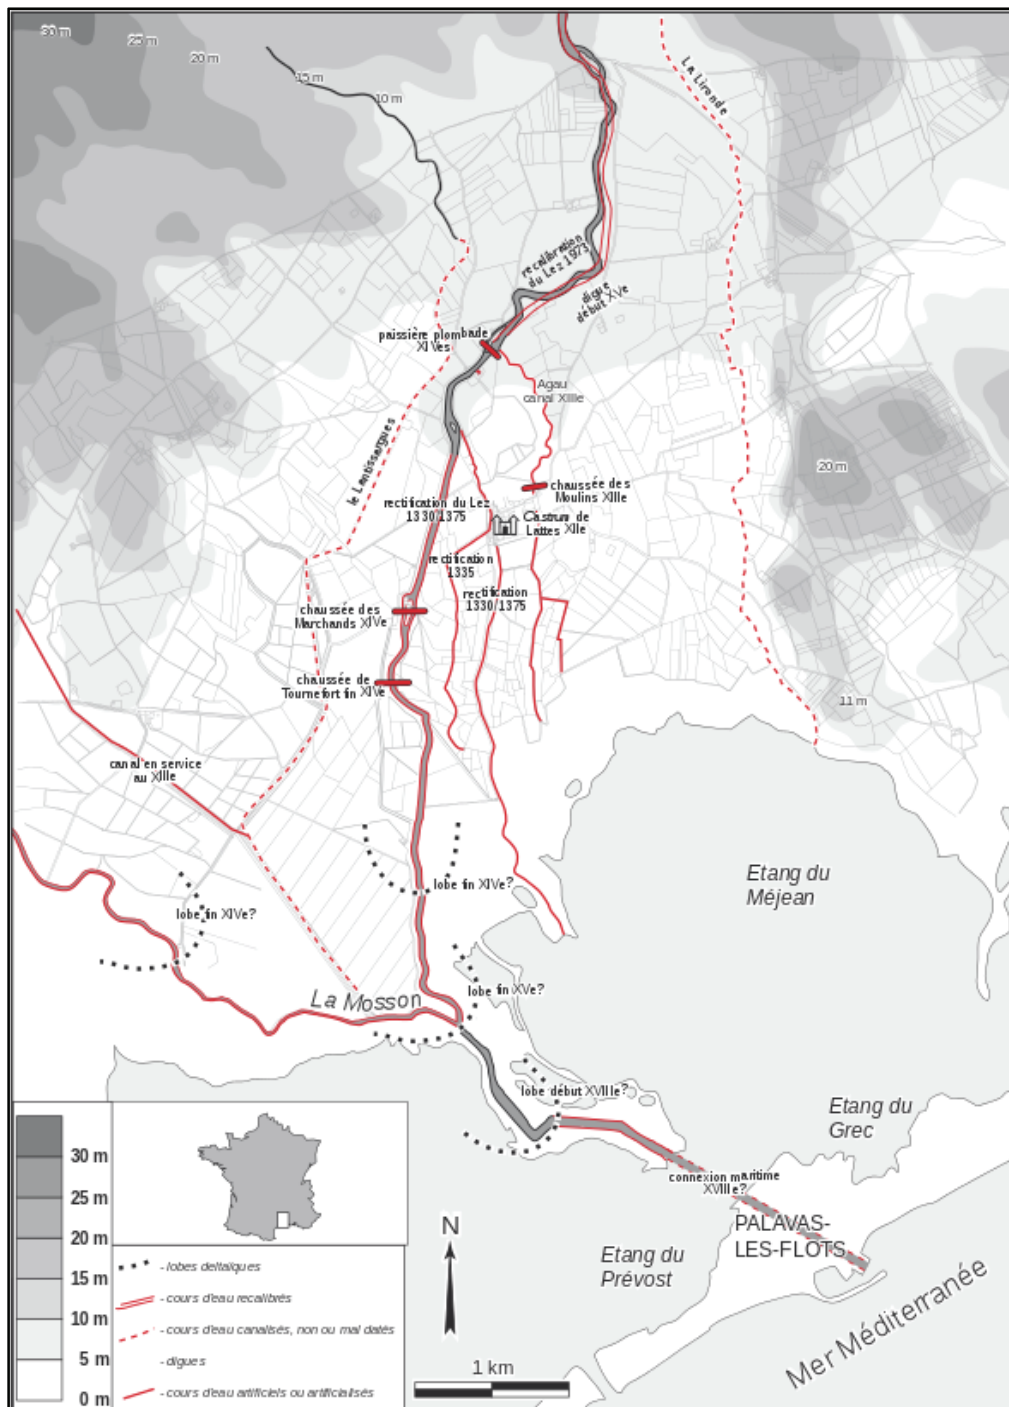 30 m
25 m
20 m
15 m
10 m
La Lironde
recalibration
du Lez 1973
digue
début XVe
paissière plombade
XIVes
Agau
canal XIIIe
le Lantissargues
20 m
chaussée des
Moulins XIIIe
rectification du Lez
1330/1375
Castrum de
Lattes XIIe
rectification
1335
rectification
1330/1375
chaussée des
Marchands XIVe
chaussée de
Tournefort fin XIVe
11 m
canal en service
au XIIIe
Etang du
Méjean
lobe fin XIVe?
lobe fin XIVe?
La Mosson
lobe fin XVe?
lobe début XVIIIe?
Etang du
Grec
connexion maritime
XVIIIe?
PALAVAS-
LES-FLOTS
Etang du
Prévost
Mer Méditerranée
30 m
25 m
20 m
15 m
10 m
5 m
0 m
- lobes deltaïques
- cours d'eau recalibrés
- cours d'eau canalisés, non ou mal datés
- digues
- cours d'eau artificiels ou artificialisés
N
1 km